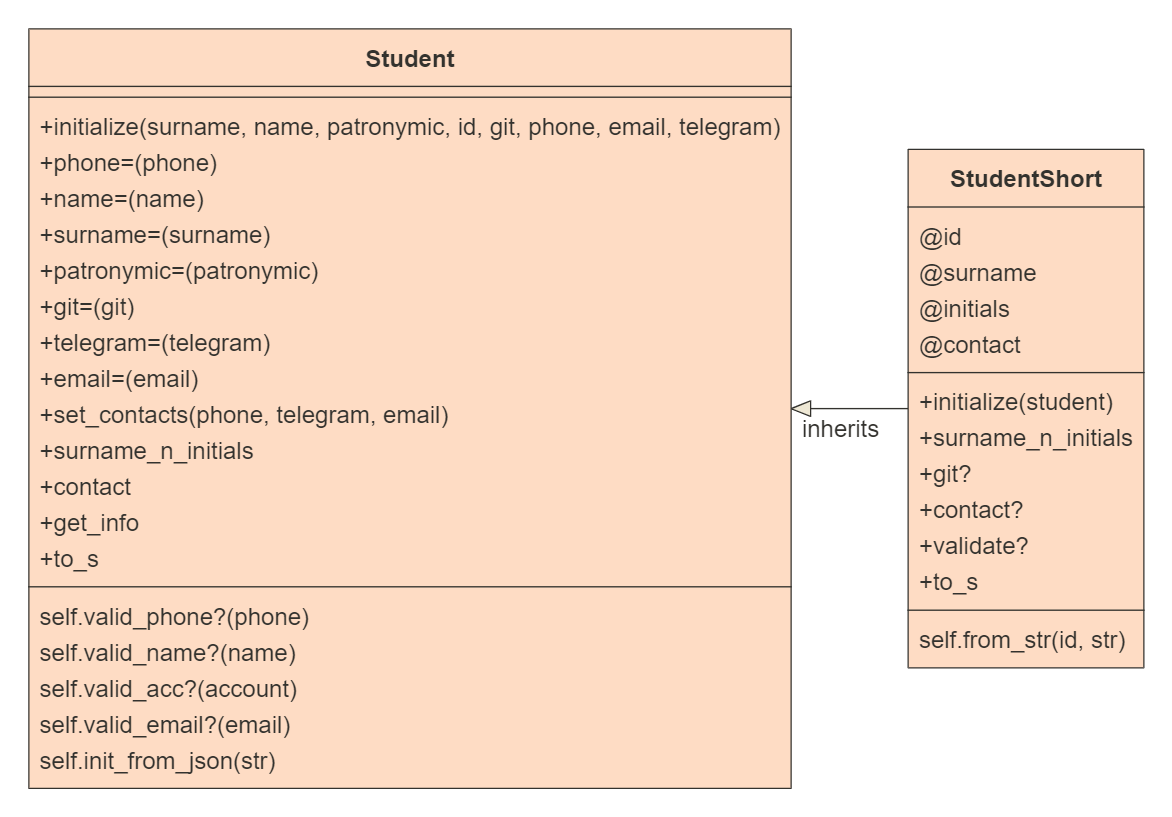 Student
+initialize(surname, name, patronymic, id, git, phone, email, telegram)
+phone=(phone)
+name=(name)
+surname=(surname)
+patronymic=(patronymic)
+git=(git)
+telegram=(telegram)
+email=(email)
+set_contacts(phone, telegram, email)
+surname_n_initials
+contact
+get_info
+to_s
self.valid_phone?(phone)
self.valid_name?(name)
self.valid_acc?(account)
self.valid_email?(email)
self.init_from_json(str)
inherits
StudentShort
@id
@surname
@initials
@contact
+initialize(student)
+surname_n_initials
+git?
+contact?
+validate?
+to_s
self.from_str(id, str)